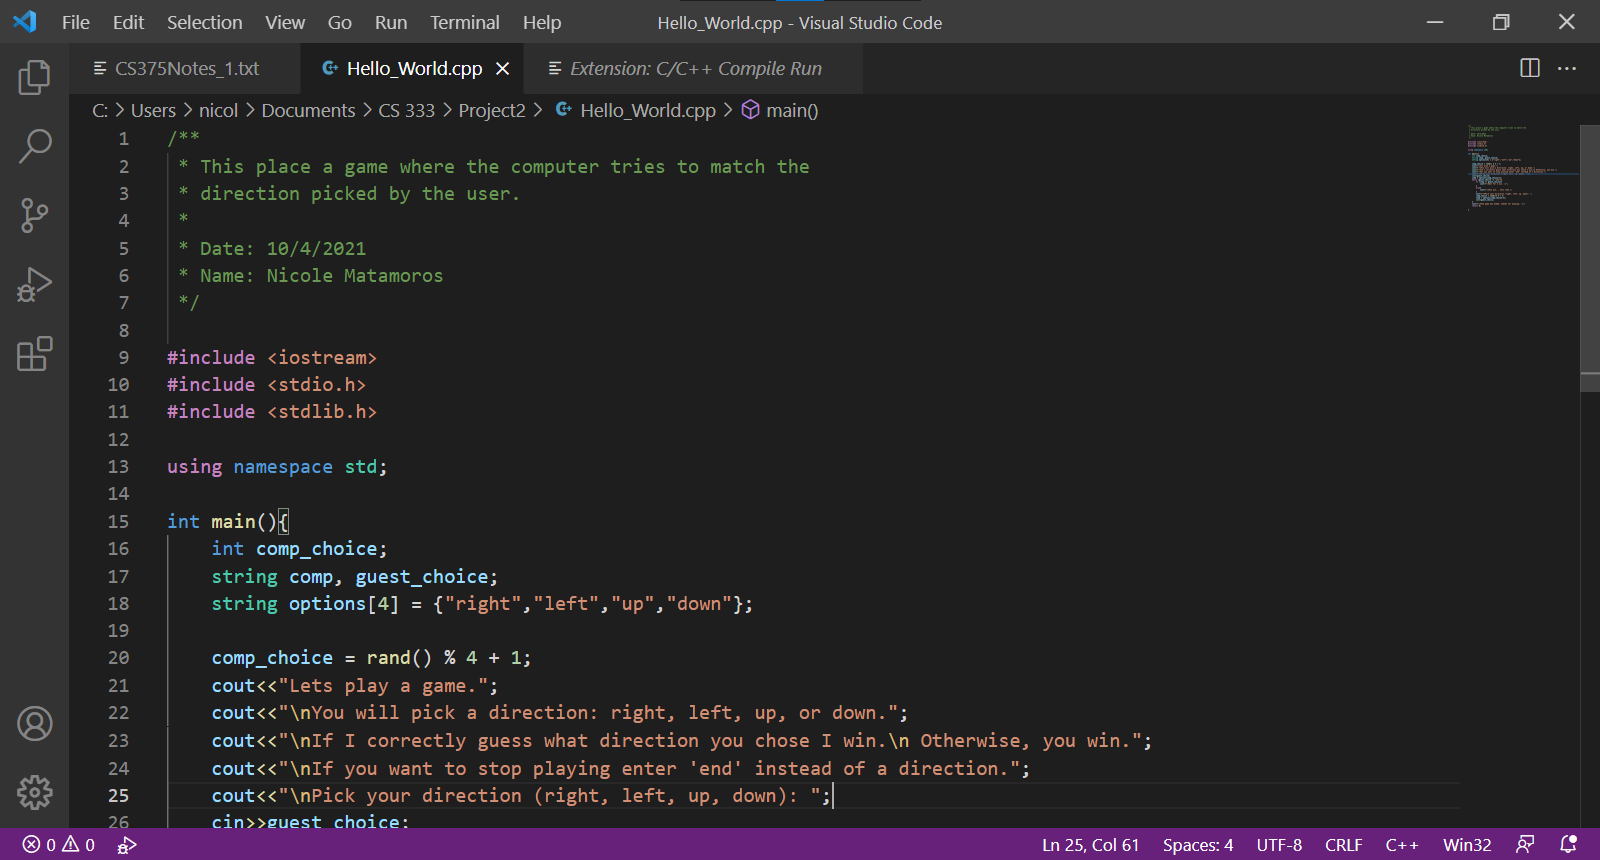 File Edit Selection View Go Run Terminal Help Hello_World.cpp - Visual Studio Code
CS375Notes_1.txt Hello_World.cpp Extension: C/C++ Compile Run
C: > Users > nicol > Documents > CS 333 > Project2 > Hello_World.cpp > main()
1 /**
2 * This place a game where the computer tries to match the
3 * direction picked by the user.
4 *
5 * Date: 10/4/2021
6 * Name: Nicole Matamoros
7 */
8
9 #include <iostream>
10 #include <stdio.h>
11 #include <stdlib.h>
12
13 using namespace std;
14
15 int main(){
16 int comp_choice;
17 string comp, guest_choice;
18 string options[4] = {"right","left","up","down"};
19
20 comp_choice = rand() % 4 + 1;
21 cout<<"Lets play a game.";
22 cout<<"\nYou will pick a direction: right, left, up, or down.";
23 cout<<"\nIf I correctly guess what direction you chose I win.\n Otherwise, you win.";
24 cout<<"\nIf you want to stop playing enter 'end' instead of a direction.";
25 cout<<"\nPick your direction (right, left, up, down): ";
26 cin>>guest_choice;
0 0 Ln 25, Col 61 Spaces: 4 UTF-8 CRLF C++ Win32